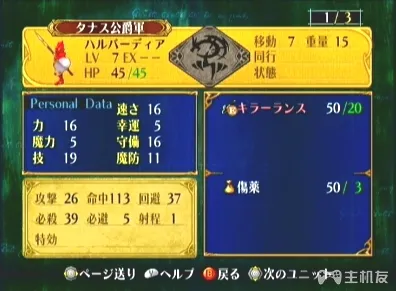 タナス公爵軍
1/3
ハルバーディア
LV 7 EX --
HP 45/45
移動 7 重量 15
同行
状態
Personal Data
速さ 16
力 16 幸運 5
魔力 5 守備 16
技 19 魔防 11
キラーランス 50/20
傷薬 50/ 3
攻撃 26 命中113 回避 37
必殺 39 必避 5 射程 1
特効
ページ送り ヘルプ 戻る 次のユニット
主机友